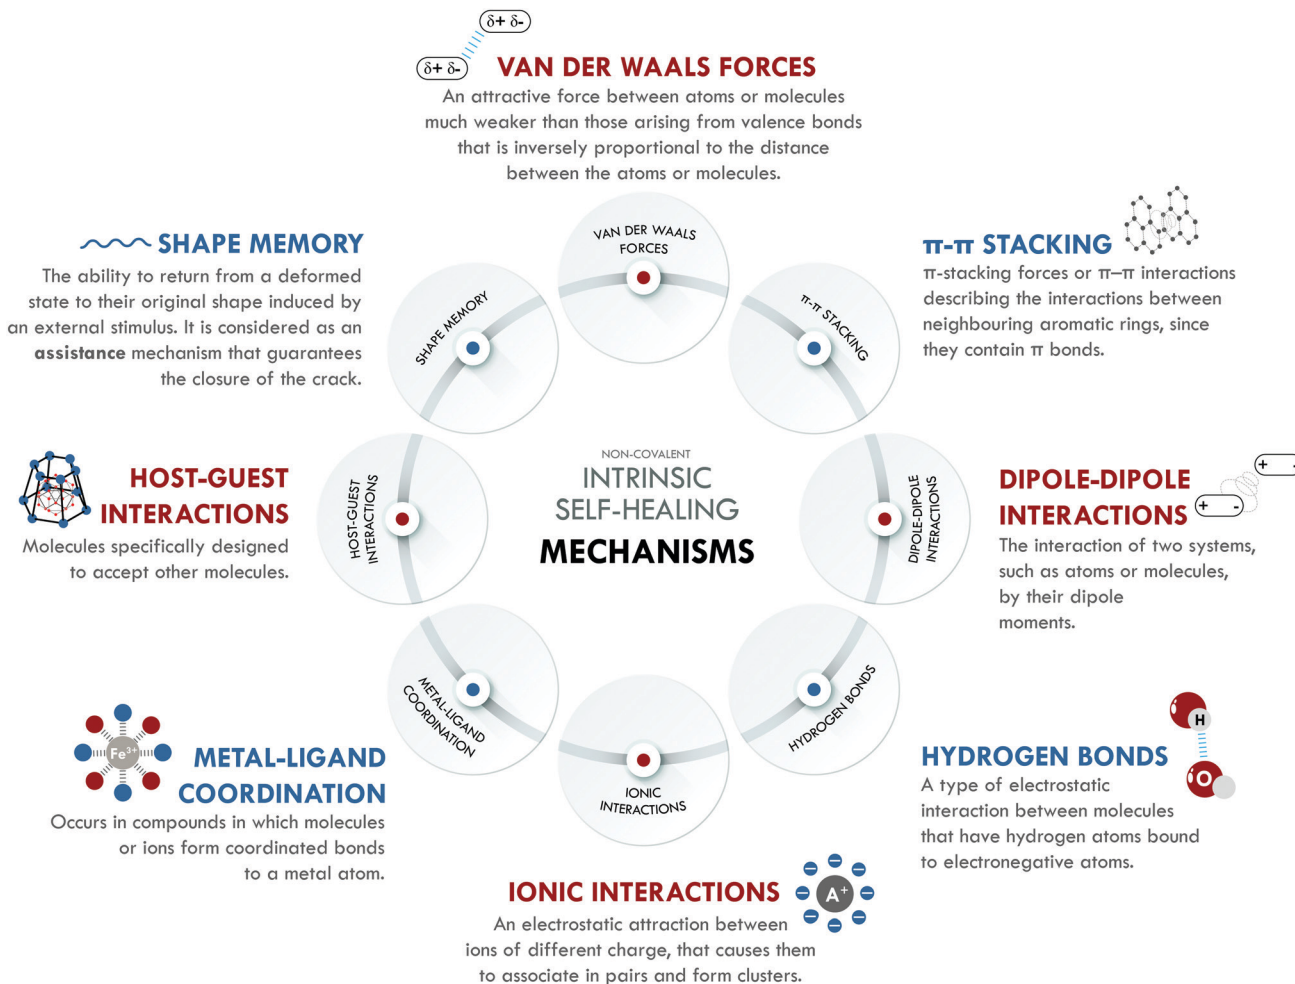 δ+ δ-
δ+ δ-
VAN DER WAALS FORCES
An attractive force between atoms or molecules
much weaker than those arising from valence bonds
that is inversely proportional to the distance
between the atoms or molecules.
SHAPE MEMORY
The ability to return from a deformed
state to their original shape induced by
an external stimulus. It is considered as an
assistance mechanism that guarantees
the closure of the crack.
π-π STACKING
π-stacking forces or π–π interactions
describing the interactions between
neighbouring aromatic rings, since
they contain π bonds.
VAN DER WAALS
FORCES
SHAPE MEMORY
π-π STACKING
HOST-GUEST
INTERACTIONS
Molecules specifically designed
to accept other molecules.
HOST-GUEST
INTERACTIONS
NON-COVALENT
INTRINSIC
SELF-HEALING
MECHANISMS
DIPOLE-DIPOLE
INTERACTIONS
DIPOLE-DIPOLE
INTERACTIONS
+ -
+ -
The interaction of two systems,
such as atoms or molecules,
by their dipole
moments.
METAL-LIGAND
COORDINATION
HYDROGEN BONDS
IONIC
INTERACTIONS
Fe³⁺
METAL-LIGAND
COORDINATION
Occurs in compounds in which molecules
or ions form coordinated bonds
to a metal atom.
H
O
HYDROGEN BONDS
A type of electrostatic
interaction between molecules
that have hydrogen atoms bound
to electronegative atoms.
IONIC INTERACTIONS
− − − − − − − −
A⁺
An electrostatic attraction between
ions of different charge, that causes them
to associate in pairs and form clusters.